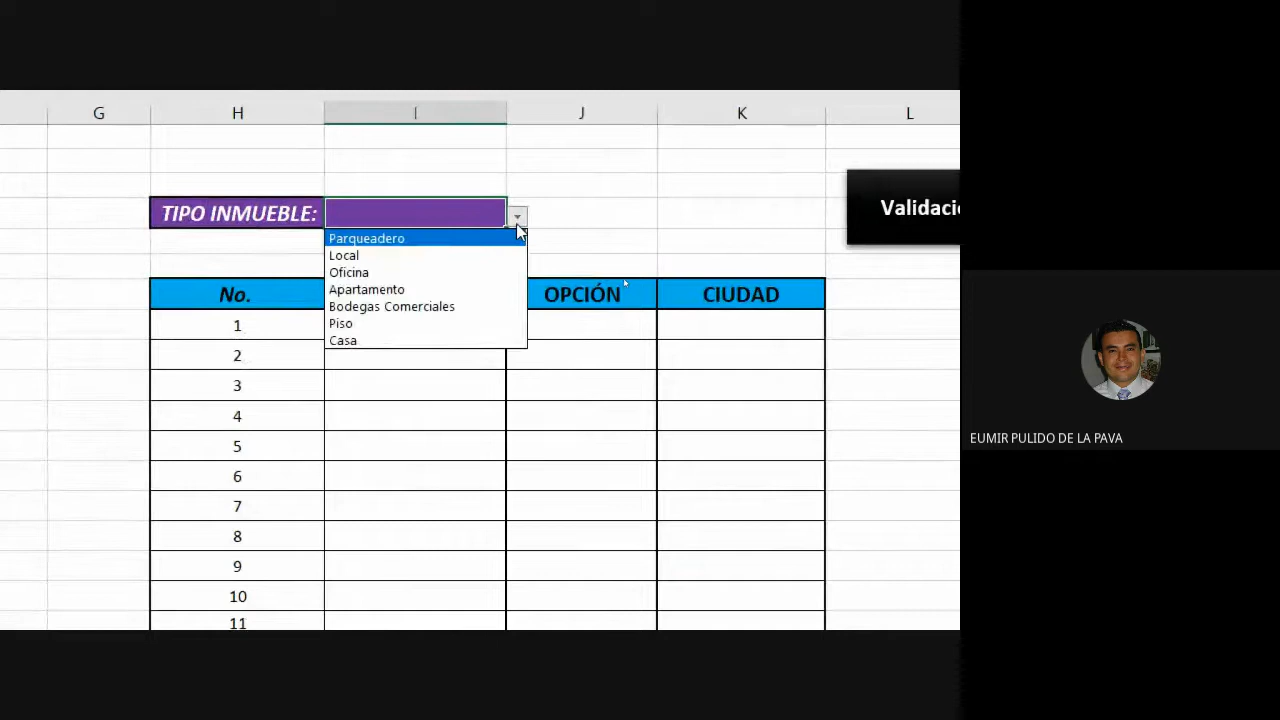 G H I J K L
TIPO INMUEBLE:
Validació
Parqueadero
Local
Oficina
Apartamento
Bodegas Comerciales
Piso
Casa
No. OPCIÓN CIUDAD
1
2
3
4
5
6
7
8
9
10
11
EUMIR PULIDO DE LA PAVA